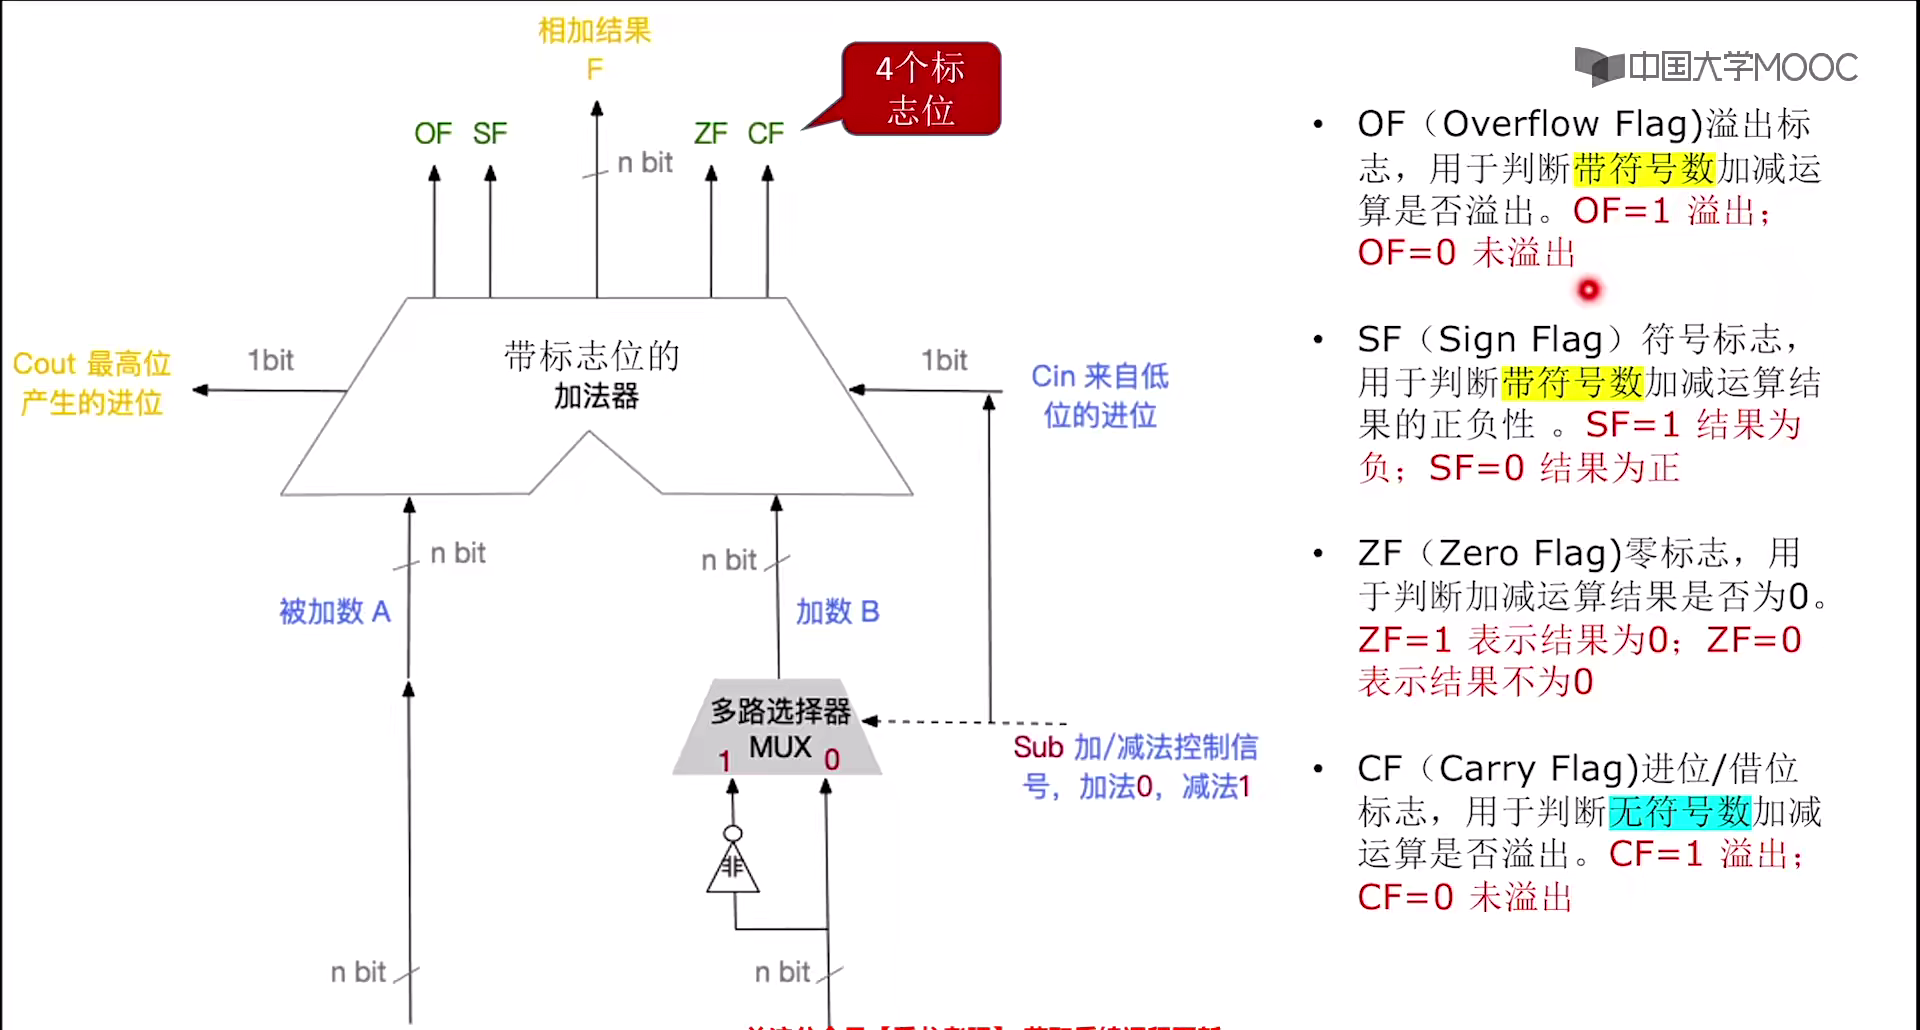 相加结果
F
4个标
志位
中国大学MOOC
OF SF
ZF CF
n bit
Cout 最高位
产生的进位
1bit
带标志位的
加法器
1bit
Cin 来自低
位的进位
n bit
n bit
被加数 A
加数 B
多路选择器
MUX
1 0
Sub 加/减法控制信
号，加法0，减法1
非
n bit
n bit
• OF（Overflow Flag)溢出标
志，用于判断带符号数加减运
算是否溢出。OF=1 溢出；
OF=0 未溢出
• SF（Sign Flag）符号标志，
用于判断带符号数加减运算结
果的正负性 。SF=1 结果为
负；SF=0 结果为正
• ZF（Zero Flag)零标志，用
于判断加减运算结果是否为0。
ZF=1 表示结果为0；ZF=0
表示结果不为0
• CF（Carry Flag)进位/借位
标志，用于判断无符号数加减
运算是否溢出。CF=1 溢出；
CF=0 未溢出